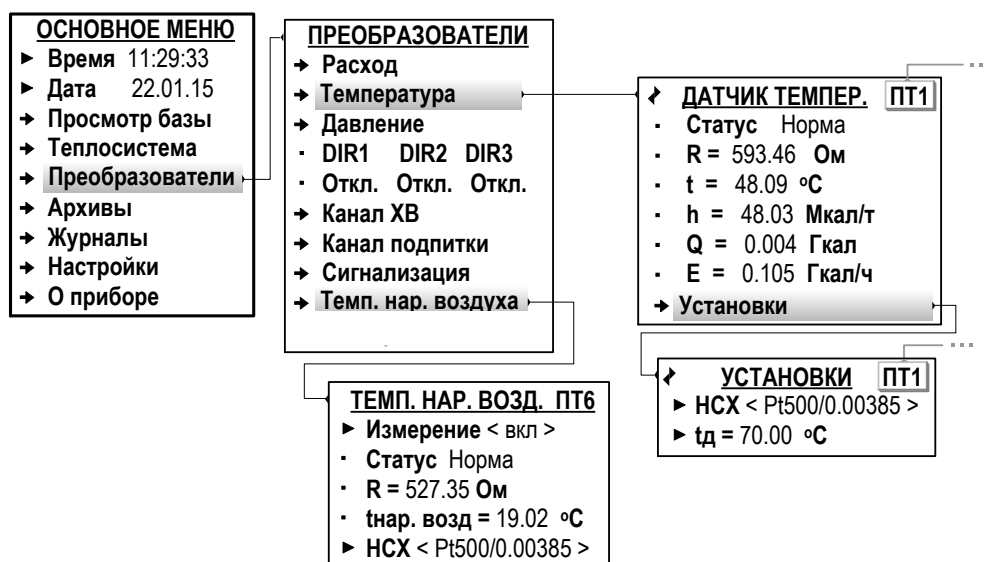 ОСНОВНОЕ МЕНЮ
Время 11:29:33
Дата 22.01.15
Просмотр базы
Теплосистема
Преобразователи
Архивы
Журналы
Настройки
О приборе
ПРЕОБРАЗОВАТЕЛИ
Расход
Температура
Давление
DIR1 DIR2 DIR3
Откл. Откл. Откл.
Канал ХВ
Канал подпитки
Сигнализация
Темп. нар. воздуха
ДАТЧИК ТЕМПЕР. ПТ1
Статус Норма
R = 593.46 Ом
t = 48.09 ºC
h = 48.03 Мкал/т
Q = 0.004 Гкал
E = 0.105 Гкал/ч
Установки
УСТАНОВКИ ПТ1
НСХ < Pt500/0.00385 >
tд = 70.00 ºC
ТЕМП. НАР. ВОЗД. ПТ6
Измерение < вкл >
Статус Норма
R = 527.35 Ом
tнар. возд = 19.02 ºC
НСХ < Pt500/0.00385 >